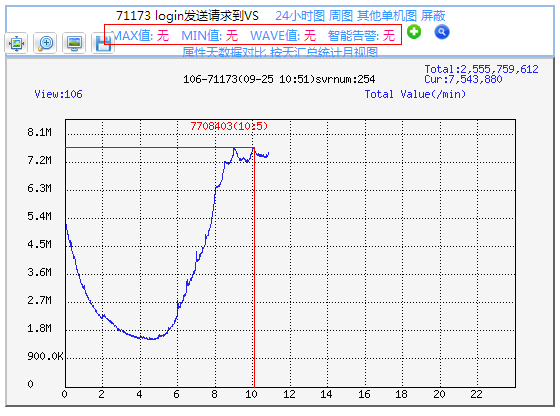 71173 login发送请求到VS 24小时图 周图 其他单机图 屏蔽
MAX值: 无 MIN值: 无 WAVE值: 无 智能告警: 无
属性天数据对比 按天汇总统计月视图
Total:2,555,759,612
106-71173(09-25 10:51)svrnum:254
Cur:7,543,880
View:106
Total Value(/min)
7708403(10:5)
8.1M
7.2M
6.3M
5.4M
4.5M
3.6M
2.7M
1.8M
900.0K
0
0 2 4 6 8 10 12 14 16 18 20 22